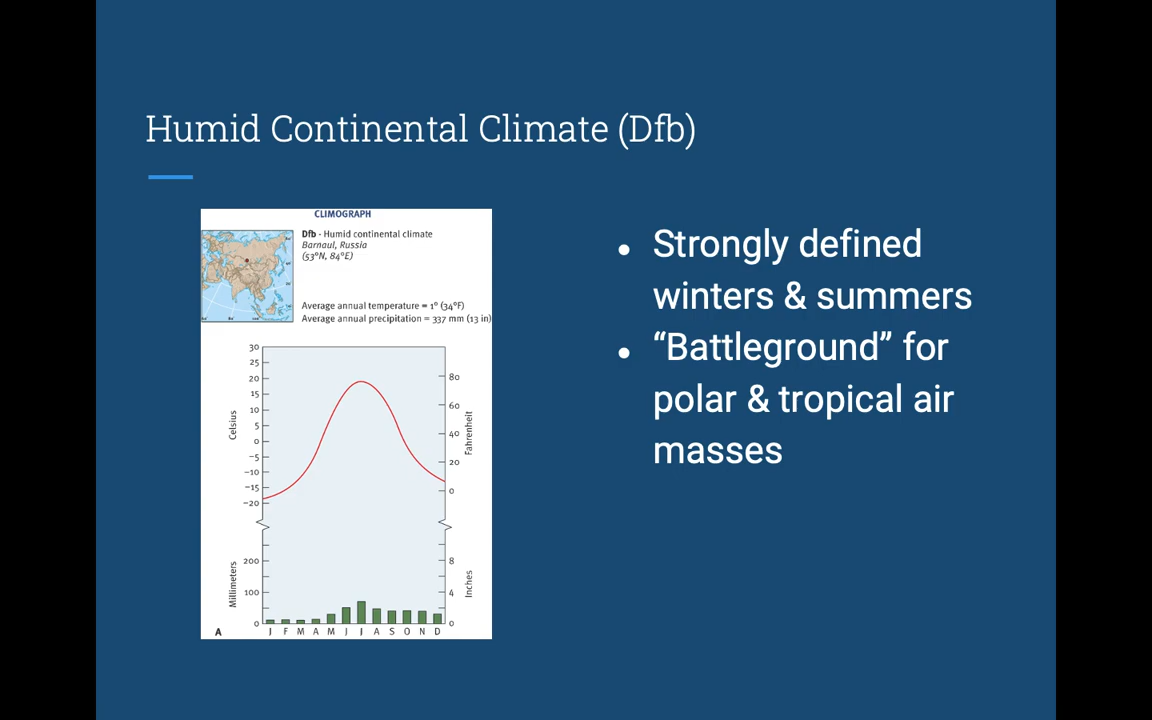 Humid Continental Climate (Dfb)
CLIMOGRAPH
Dfb - Humid continental climate
Barnaul, Russia
(53°N, 84°E)
Average annual temperature = 1° (34°F)
Average annual precipitation = 337 mm (13 in)
30
25
20
15
10
5
0
−5
−10
−15
−20
Celsius
80
60
40
20
0
Fahrenheit
200
100
0
Millimeters
8
4
0
Inches
J F M A M J J A S O N D
A
● Strongly defined
winters & summers
● “Battleground” for
polar & tropical air
masses